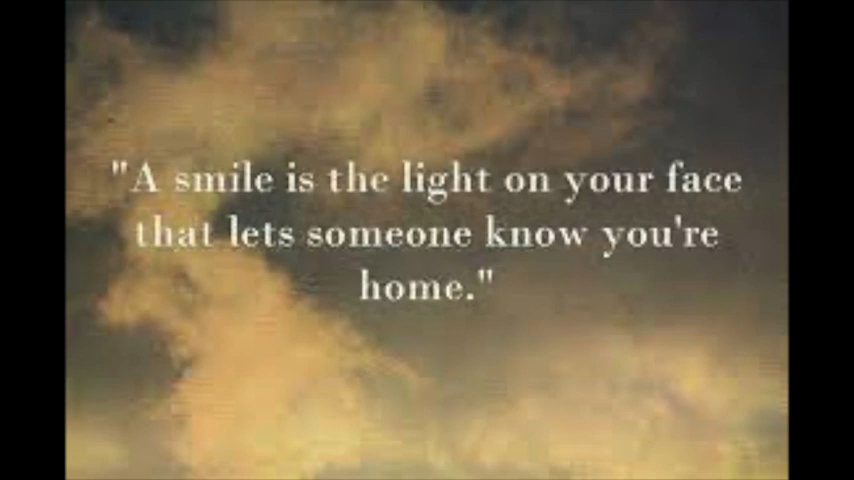 "A smile is the light on your face
that lets someone know you're
home."